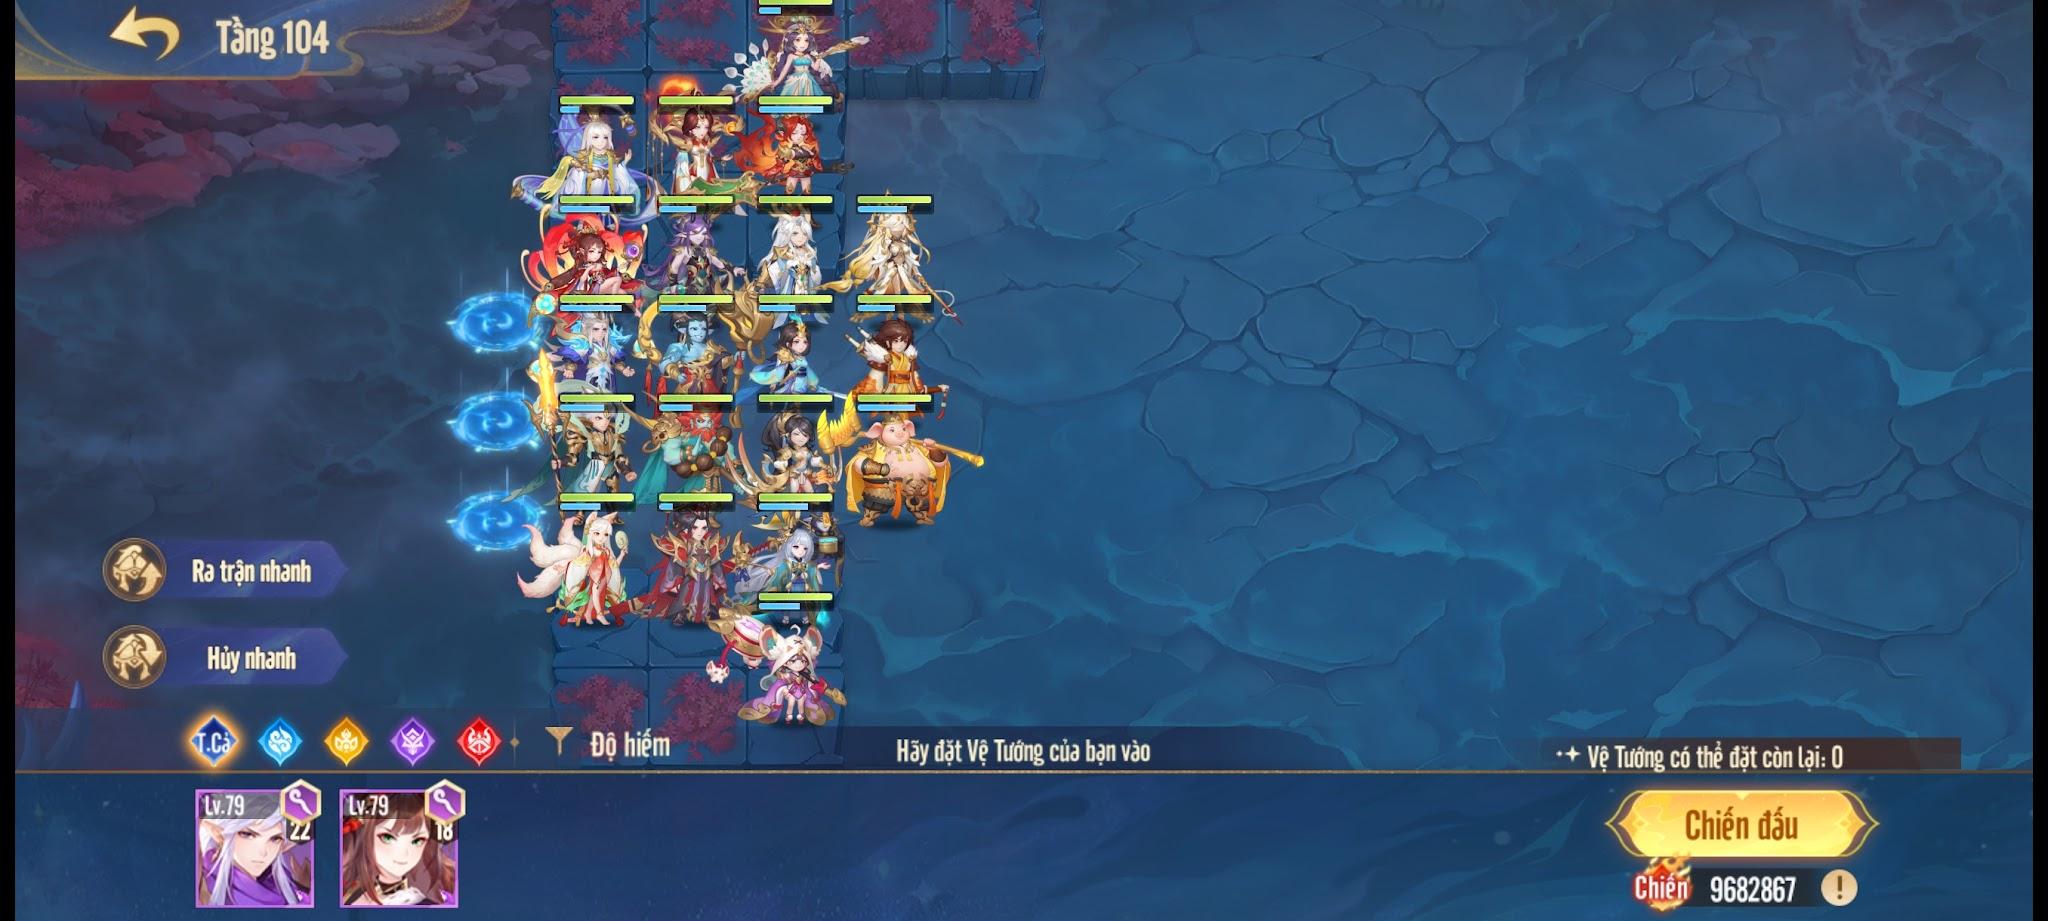 Tầng 104
Ra trận nhanh
Hủy nhanh
T.Cả
Độ hiếm
Hãy đặt Vệ Tướng của bạn vào
Vệ Tướng có thể đặt còn lại: 0
Lv.79
22
Lv.79
18
Chiến đấu
Chiến 9682867 !